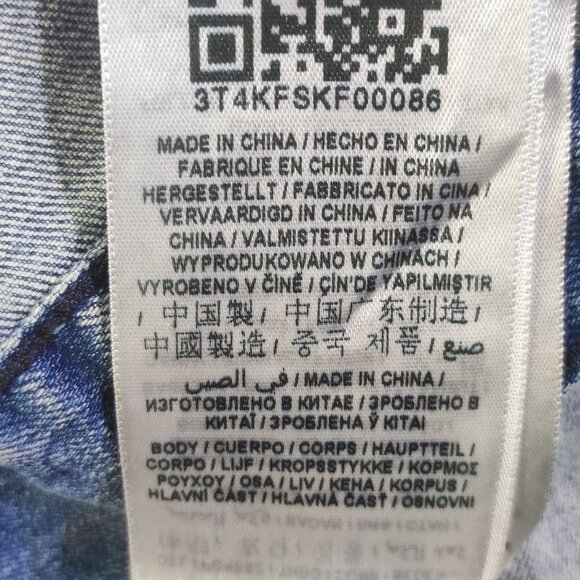 3T4KFSKF00086
MADE IN CHINA / HECHO EN CHINA /
FABRIQUE EN CHINE / IN CHINA
HERGESTELLT / FABBRICATO IN CINA /
VERVAARDIGD IN CHINA / FEITO NA
CHINA / VALMISTETTU KIINASSA /
WYPRODUKOWANO W CHINACH /
VYROBENO V ČÍNĚ / ÇİN'DE YAPILMIŞTIR
/ 中国製 / 中国广东制造 /
中國製造 / 중국 제품 / صنع
في الصين / MADE IN CHINA /
ИЗГОТОВЛЕНО В КИТАЕ / ЗРОБЛЕНО В
КИТАЇ / ЗРОБЛЕНА Ў КІТАІ
BODY / CUERPO / CORPS / HAUPTTEIL /
CORPO / LIJF / KROPSSTYKKE / ΚΟΡΜΟΣ
ΡΟΥΧΟΥ / OSA / LIV / KEHA / KORPUS /
HLAVNÍ ČÁST / HLAVNÁ ČASŤ / OSNOVNI